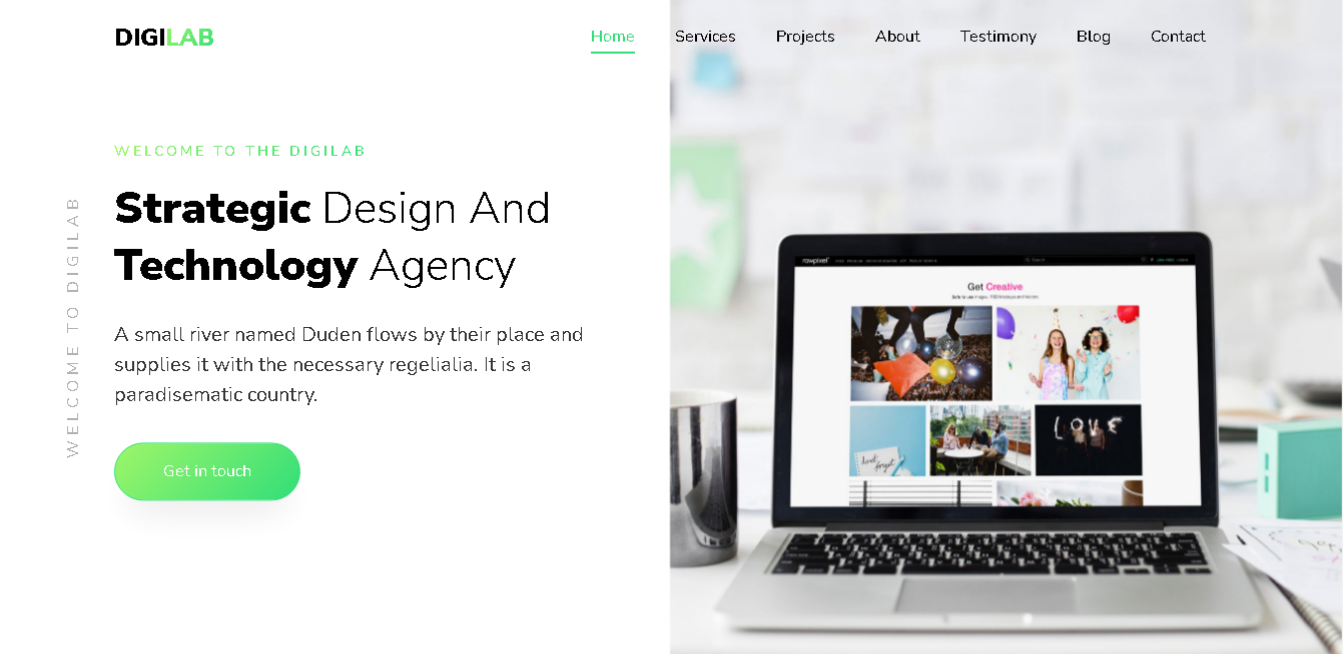 DIGILAB
Home Services Projects About Testimony Blog Contact
WELCOME TO THE DIGILAB
Strategic Design And
Technology Agency
A small river named Duden flows by their place and
supplies it with the necessary regelialia. It is a
paradisematic country.
Get in touch
WELCOME TO DIGILAB
rawpixel
Get Creative
LOVE